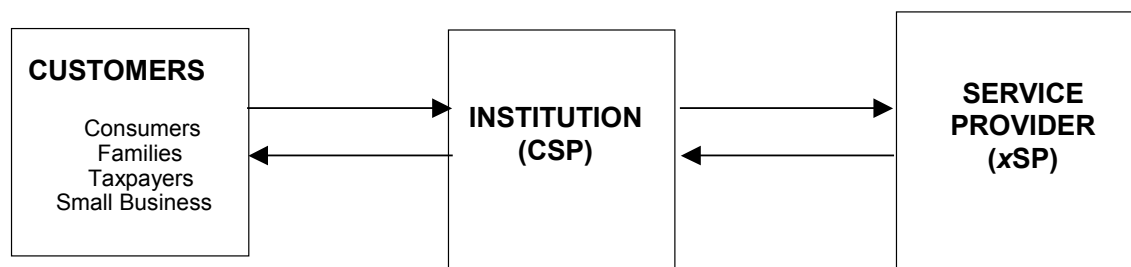 CUSTOMERS
Consumers
Families
Taxpayers
Small Business
INSTITUTION
(CSP)
SERVICE
PROVIDER
(xSP)